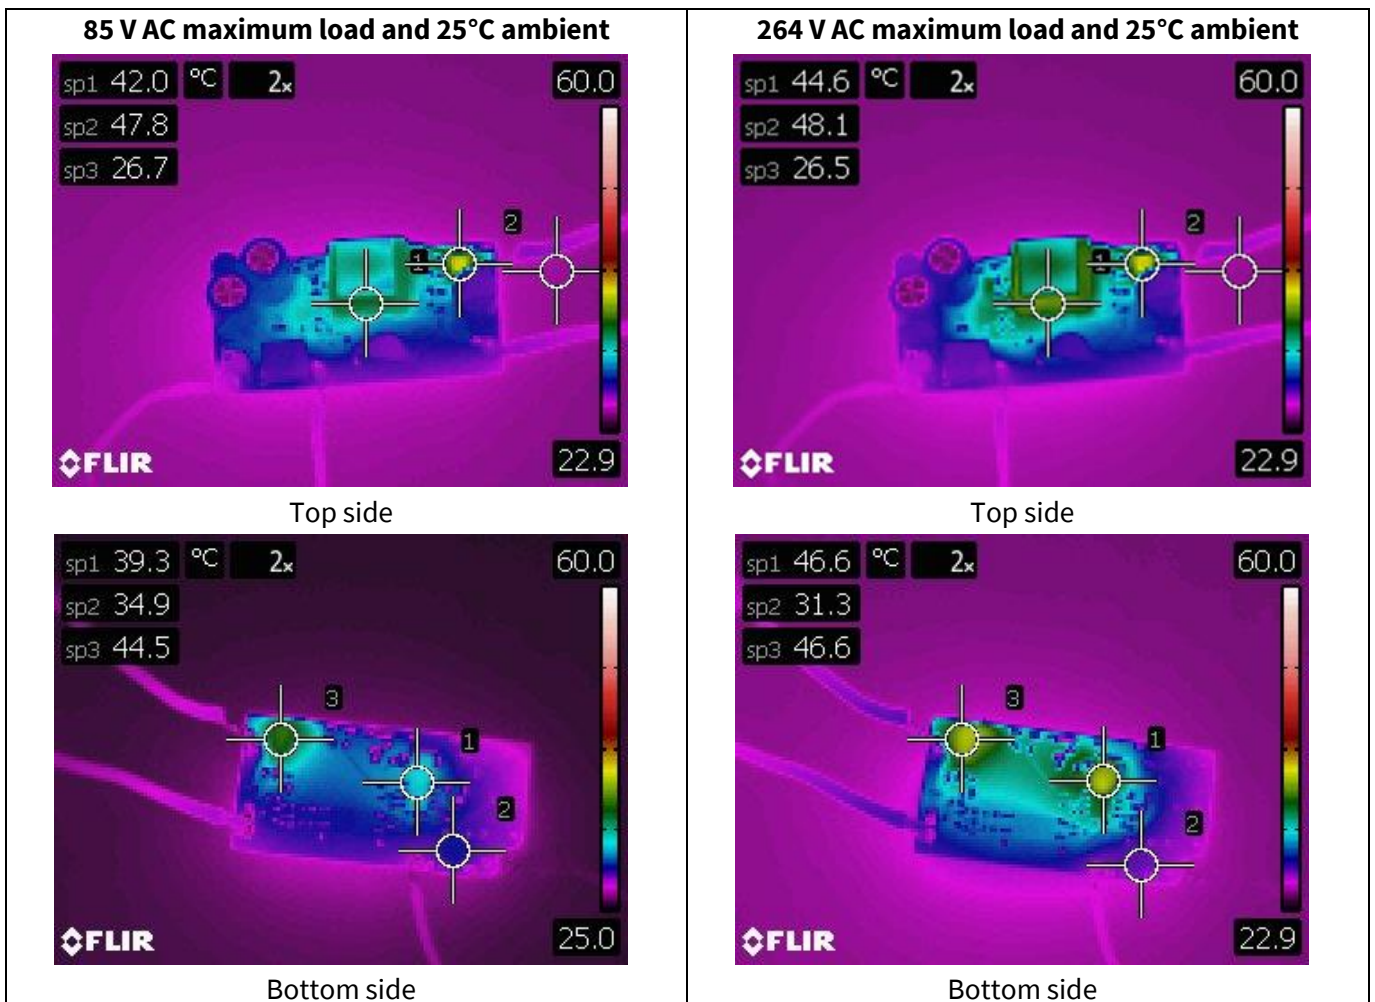 85 V AC maximum load and 25°C ambient
264 V AC maximum load and 25°C ambient
sp1 42.0 °C 2x 60.0
sp2 47.8
sp3 26.7
2
1
FLIR 22.9
Top side
sp1 44.6 °C 2x 60.0
sp2 48.1
sp3 26.5
2
1
FLIR 22.9
Top side
sp1 39.3 °C 2x 60.0
sp2 34.9
sp3 44.5
3
1
2
FLIR 25.0
Bottom side
sp1 46.6 °C 2x 60.0
sp2 31.3
sp3 46.6
3
1
2
FLIR 22.9
Bottom side